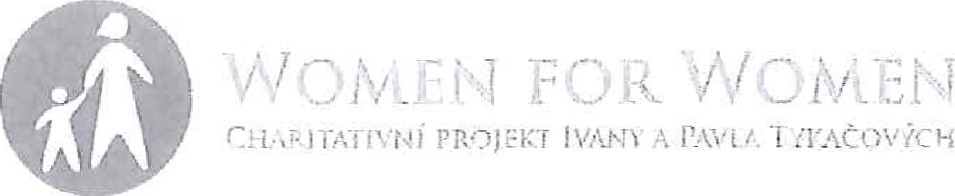 WOMEN FOR WOMEN
CHARITATIVNÍ PROJEKT IVANY A PAVLA TYKAČOVÝCH